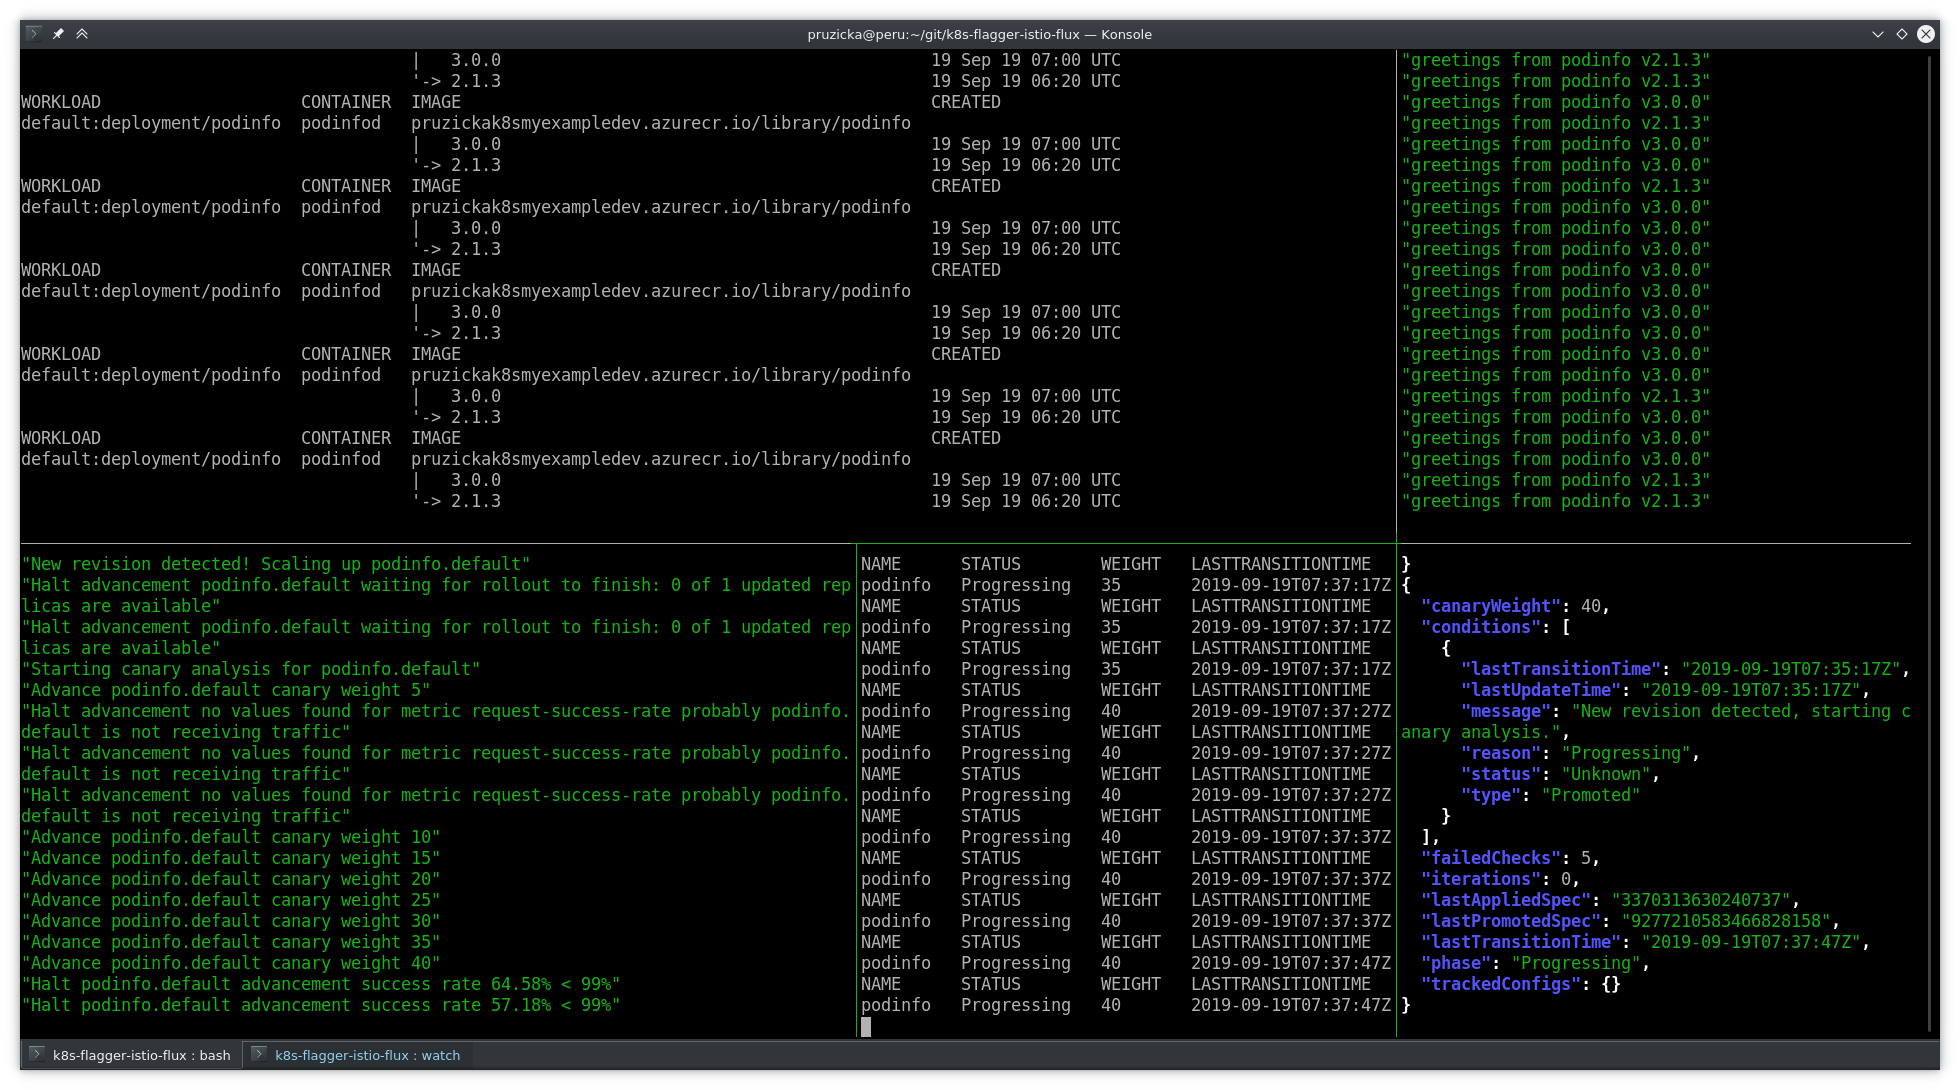 pruzicka@peru:~/git/k8s-flagger-istio-flux — Konsole
|   3.0.0                                           19 Sep 19 07:00 UTC
'-> 2.1.3                                           19 Sep 19 06:20 UTC
WORKLOAD                    CONTAINER  IMAGE                                               CREATED
default:deployment/podinfo  podinfod   pruzickak8smyexampledev.azurecr.io/library/podinfo
|   3.0.0                                           19 Sep 19 07:00 UTC
'-> 2.1.3                                           19 Sep 19 06:20 UTC
WORKLOAD                    CONTAINER  IMAGE                                               CREATED
default:deployment/podinfo  podinfod   pruzickak8smyexampledev.azurecr.io/library/podinfo
|   3.0.0                                           19 Sep 19 07:00 UTC
'-> 2.1.3                                           19 Sep 19 06:20 UTC
WORKLOAD                    CONTAINER  IMAGE                                               CREATED
default:deployment/podinfo  podinfod   pruzickak8smyexampledev.azurecr.io/library/podinfo
|   3.0.0                                           19 Sep 19 07:00 UTC
'-> 2.1.3                                           19 Sep 19 06:20 UTC
WORKLOAD                    CONTAINER  IMAGE                                               CREATED
default:deployment/podinfo  podinfod   pruzickak8smyexampledev.azurecr.io/library/podinfo
|   3.0.0                                           19 Sep 19 07:00 UTC
'-> 2.1.3                                           19 Sep 19 06:20 UTC
WORKLOAD                    CONTAINER  IMAGE                                               CREATED
default:deployment/podinfo  podinfod   pruzickak8smyexampledev.azurecr.io/library/podinfo
|   3.0.0                                           19 Sep 19 07:00 UTC
'-> 2.1.3                                           19 Sep 19 06:20 UTC
"greetings from podinfo v2.1.3"
"greetings from podinfo v2.1.3"
"greetings from podinfo v3.0.0"
"greetings from podinfo v2.1.3"
"greetings from podinfo v3.0.0"
"greetings from podinfo v3.0.0"
"greetings from podinfo v2.1.3"
"greetings from podinfo v3.0.0"
"greetings from podinfo v3.0.0"
"greetings from podinfo v3.0.0"
"greetings from podinfo v3.0.0"
"greetings from podinfo v3.0.0"
"greetings from podinfo v3.0.0"
"greetings from podinfo v3.0.0"
"greetings from podinfo v3.0.0"
"greetings from podinfo v3.0.0"
"greetings from podinfo v2.1.3"
"greetings from podinfo v3.0.0"
"greetings from podinfo v3.0.0"
"greetings from podinfo v3.0.0"
"greetings from podinfo v2.1.3"
"greetings from podinfo v2.1.3"
"New revision detected! Scaling up podinfo.default"
"Halt advancement podinfo.default waiting for rollout to finish: 0 of 1 updated rep
licas are available"
"Halt advancement podinfo.default waiting for rollout to finish: 0 of 1 updated rep
licas are available"
"Starting canary analysis for podinfo.default"
"Advance podinfo.default canary weight 5"
"Halt advancement no values found for metric request-success-rate probably podinfo.
default is not receiving traffic"
"Halt advancement no values found for metric request-success-rate probably podinfo.
default is not receiving traffic"
"Halt advancement no values found for metric request-success-rate probably podinfo.
default is not receiving traffic"
"Advance podinfo.default canary weight 10"
"Advance podinfo.default canary weight 15"
"Advance podinfo.default canary weight 20"
"Advance podinfo.default canary weight 25"
"Advance podinfo.default canary weight 30"
"Advance podinfo.default canary weight 35"
"Advance podinfo.default canary weight 40"
"Halt podinfo.default advancement success rate 64.58% < 99%"
"Halt podinfo.default advancement success rate 57.18% < 99%"
NAME      STATUS        WEIGHT   LASTTRANSITIONTIME
podinfo   Progressing   35       2019-09-19T07:37:17Z
NAME      STATUS        WEIGHT   LASTTRANSITIONTIME
podinfo   Progressing   35       2019-09-19T07:37:17Z
NAME      STATUS        WEIGHT   LASTTRANSITIONTIME
podinfo   Progressing   35       2019-09-19T07:37:17Z
NAME      STATUS        WEIGHT   LASTTRANSITIONTIME
podinfo   Progressing   40       2019-09-19T07:37:27Z
NAME      STATUS        WEIGHT   LASTTRANSITIONTIME
podinfo   Progressing   40       2019-09-19T07:37:27Z
NAME      STATUS        WEIGHT   LASTTRANSITIONTIME
podinfo   Progressing   40       2019-09-19T07:37:27Z
NAME      STATUS        WEIGHT   LASTTRANSITIONTIME
podinfo   Progressing   40       2019-09-19T07:37:37Z
NAME      STATUS        WEIGHT   LASTTRANSITIONTIME
podinfo   Progressing   40       2019-09-19T07:37:37Z
NAME      STATUS        WEIGHT   LASTTRANSITIONTIME
podinfo   Progressing   40       2019-09-19T07:37:37Z
NAME      STATUS        WEIGHT   LASTTRANSITIONTIME
podinfo   Progressing   40       2019-09-19T07:37:47Z
NAME      STATUS        WEIGHT   LASTTRANSITIONTIME
podinfo   Progressing   40       2019-09-19T07:37:47Z
}
{
  "canaryWeight": 40,
  "conditions": [
    {
      "lastTransitionTime": "2019-09-19T07:35:17Z",
      "lastUpdateTime": "2019-09-19T07:35:17Z",
      "message": "New revision detected, starting c
anary analysis.",
      "reason": "Progressing",
      "status": "Unknown",
      "type": "Promoted"
    }
  ],
  "failedChecks": 5,
  "iterations": 0,
  "lastAppliedSpec": "3370313630240737",
  "lastPromotedSpec": "9277210583466828158",
  "lastTransitionTime": "2019-09-19T07:37:47Z",
  "phase": "Progressing",
  "trackedConfigs": {}
}
k8s-flagger-istio-flux : bash
k8s-flagger-istio-flux : watch